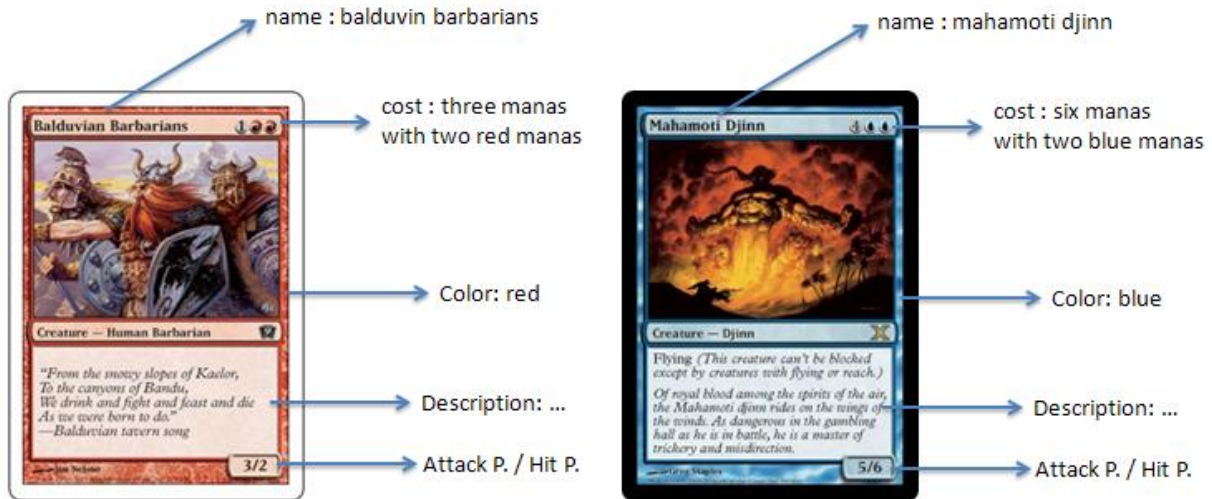 name : balduvin barbarians
Balduvian Barbarians 1
cost : three manas
with two red manas
Color: red
Creature — Human Barbarian
"From the snowy slopes of Kaelor,
To the canyons of Bandu,
We drink and fight and feast and die
As we were born to do."
—Balduvian tavern song
Description: ...
3/2
Attack P. / Hit P.
name : mahamoti djinn
Mahamoti Djinn 4
cost : six manas
with two blue manas
Color: blue
Creature — Djinn
Flying (This creature can't be blocked
except by creatures with flying or reach.)
Of royal blood among the spirits of the air,
the Mahamoti djinn rides on the wings of
the winds. As dangerous in the gambling
hall as he is in battle, he is a master of
trickery and misdirection.
Description: ...
Greg Staples
5/6
Attack P. / Hit P.